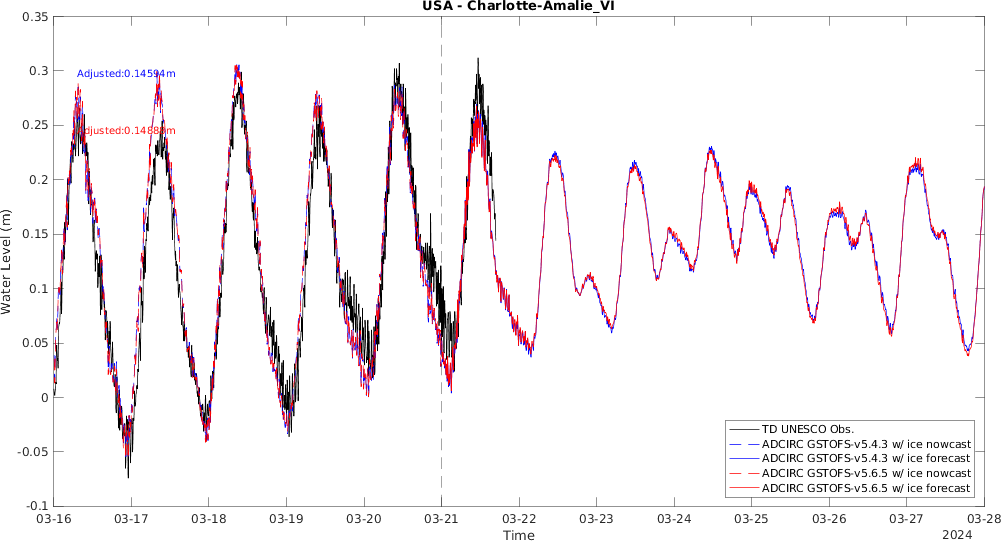 USA - Charlotte-Amalie_VI
0.35
0.3
0.25
0.2
0.15
0.1
0.05
0
-0.05
-0.1
Water Level (m)
Adjusted:0.14594m
TD UNESCO Obs.
ADCIRC GSTOFS-v5.4.3 w/ ice nowcast
ADCIRC GSTOFS-v5.4.3 w/ ice forecast
ADCIRC GSTOFS-v5.6.5 w/ ice nowcast
ADCIRC GSTOFS-v5.6.5 w/ ice forecast
03-16 03-17 03-18 03-19 03-20 03-21 03-22 03-23 03-24 03-25 03-26 03-27 03-28
Time
2024